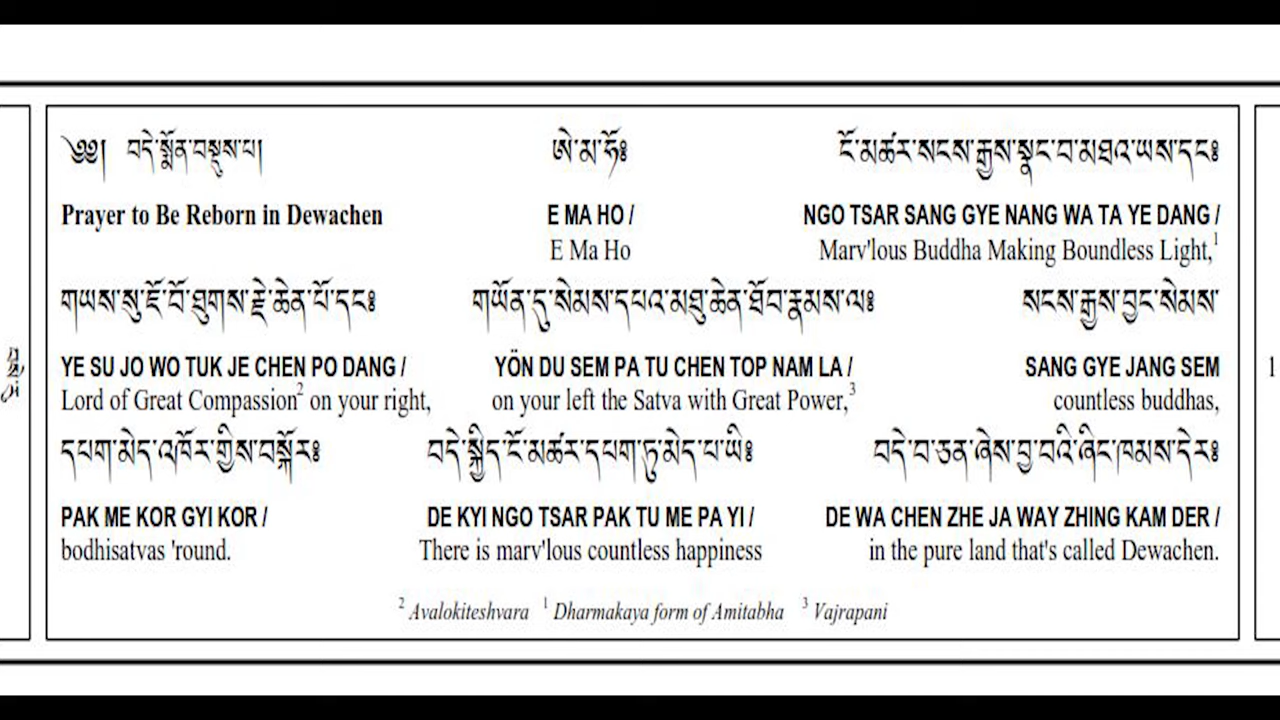 ༄༅། བདེ་སྨོན་བསྡུས་པ། ཨེ་མ་ཧོ༔ ངོ་མཚར་སངས་རྒྱས་སྣང་བ་མཐའ་ཡས་དང༔
Prayer to Be Reborn in Dewachen E MA HO / NGO TSAR SANG GYE NANG WA TA YE DANG /
E Ma Ho Marv'lous Buddha Making Boundless Light,1
གཡས་སུ་ཇོ་བོ་ཐུགས་རྗེ་ཆེན་པོ་དང༔ གཡོན་དུ་སེམས་དཔའ་མཐུ་ཆེན་ཐོབ་རྣམས་ལ༔ སངས་རྒྱས་བྱང་སེམས་
YE SU JO WO TUK JE CHEN PO DANG / YÖN DU SEM PA TU CHEN TOP NAM LA / SANG GYE JANG SEM
Lord of Great Compassion2 on your right, on your left the Satva with Great Power,3 countless buddhas,
དཔག་མེད་འཁོར་གྱིས་བསྐོར༔ བདེ་སྐྱིད་ངོ་མཚར་དཔག་ཏུ་མེད་པ་ཡི༔ བདེ་བ་ཅན་ཞེས་བྱ་བའི་ཞིང་ཁམས་དེར༔
PAK ME KOR GYI KOR / DE KYI NGO TSAR PAK TU ME PA YI / DE WA CHEN ZHE JA WAY ZHING KAM DER /
bodhisatvas 'round. There is marv'lous countless happiness in the pure land that's called Dewachen.
2 Avalokiteshvara 1 Dharmakaya form of Amitabha 3 Vajrapani
1